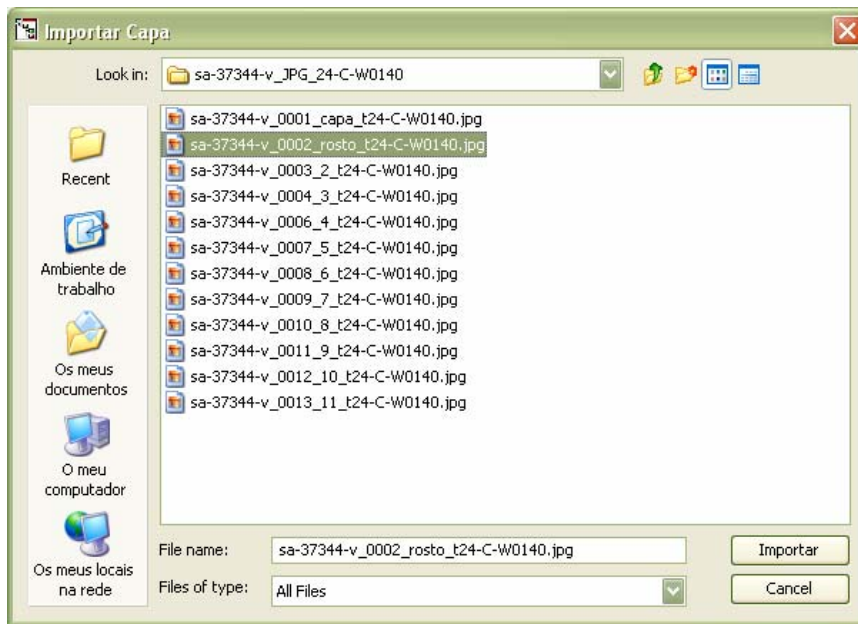 Importar Capa
Look in:
sa-37344-v_JPG_24-C-W0140
Recent
Ambiente de
trabalho
Os meus
documentos
O meu
computador
Os meus locais
na rede
sa-37344-v_0001_capa_t24-C-W0140.jpg
sa-37344-v_0002_rosto_t24-C-W0140.jpg
sa-37344-v_0003_2_t24-C-W0140.jpg
sa-37344-v_0004_3_t24-C-W0140.jpg
sa-37344-v_0006_4_t24-C-W0140.jpg
sa-37344-v_0007_5_t24-C-W0140.jpg
sa-37344-v_0008_6_t24-C-W0140.jpg
sa-37344-v_0009_7_t24-C-W0140.jpg
sa-37344-v_0010_8_t24-C-W0140.jpg
sa-37344-v_0011_9_t24-C-W0140.jpg
sa-37344-v_0012_10_t24-C-W0140.jpg
sa-37344-v_0013_11_t24-C-W0140.jpg
File name:
sa-37344-v_0002_rosto_t24-C-W0140.jpg
Importar
Files of type:
All Files
Cancel